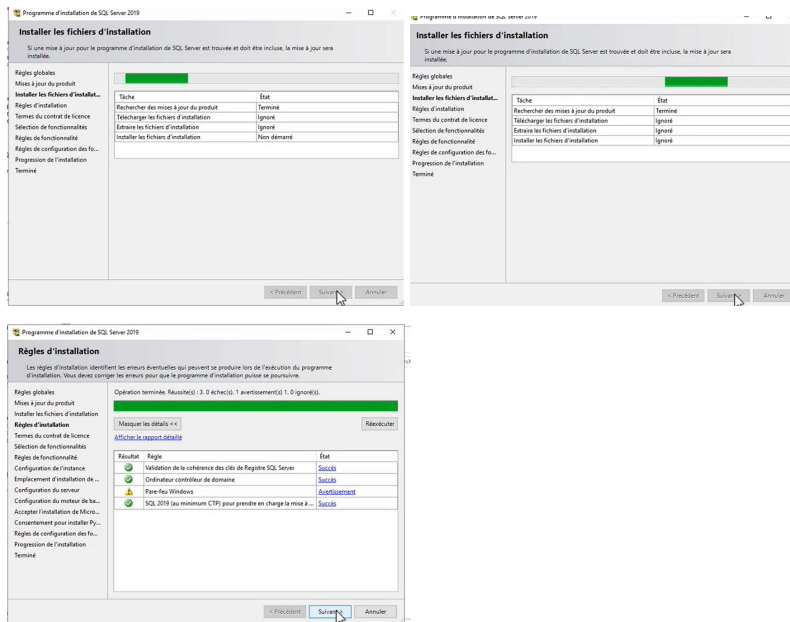 Programme d'installation de SQL Server 2019
Installer les fichiers d'installation
Si une mise à jour pour le programme d'installation de SQL Server est trouvée et doit être incluse, la mise à jour sera
installée.
Règles globales
Mises à jour du produit
Installer les fichiers d'installat...
Règles d'installation
Termes du contrat de licence
Sélection de fonctionnalités
Règles de fonctionnalité
Règles de configuration des fo...
Progression de l'installation
Terminé
Tâche État
Rechercher des mises à jour du produit Terminé
Télécharger les fichiers d'installation Ignoré
Extraire les fichiers d'installation Ignoré
Installer les fichiers d'installation Non démarré
< Précédent Suivant > Annuler
Programme d'installation de SQL Server 2019
Installer les fichiers d'installation
Si une mise à jour pour le programme d'installation de SQL Server est trouvée et doit être incluse, la mise à jour sera
installée.
Règles globales
Mises à jour du produit
Installer les fichiers d'installat...
Règles d'installation
Termes du contrat de licence
Sélection de fonctionnalités
Règles de fonctionnalité
Règles de configuration des fo...
Progression de l'installation
Terminé
Tâche État
Rechercher des mises à jour du produit Terminé
Télécharger les fichiers d'installation Ignoré
Extraire les fichiers d'installation Ignoré
Installer les fichiers d'installation Ignoré
< Précédent Suivant > Annuler
Programme d'installation de SQL Server 2019
Règles d'installation
Les règles d'installation identifient les erreurs éventuelles qui peuvent se produire lors de l'exécution du programme
d'installation. Vous devez corriger les erreurs pour que le programme d'installation puisse se poursuivre.
Règles globales
Mises à jour du produit
Installer les fichiers d'installation
Règles d'installation
Termes du contrat de licence
Sélection de fonctionnalités
Règles de fonctionnalité
Configuration de l'instance
Emplacement d'installation de ...
Configuration du serveur
Configuration du moteur de ba...
Accepter l'installation de Micro...
Consentement pour installer Py...
Règles de configuration des fo...
Progression de l'installation
Terminé
Opération terminée. Réussite(s) : 3. 0 échec(s). 1 avertissement(s) 1. 0 ignoré(s).
Masquer les détails << Réexécuter
Afficher le rapport détaillé
Résultat Règle État
Validation de la cohérence des clés de Registre SQL Server Succès
Ordinateur contrôleur de domaine Succès
Pare-feu Windows Avertissement
SQL 2019 (au minimum CTP) pour prendre en charge la mise à ... Succès
< Précédent Suivant > Annuler